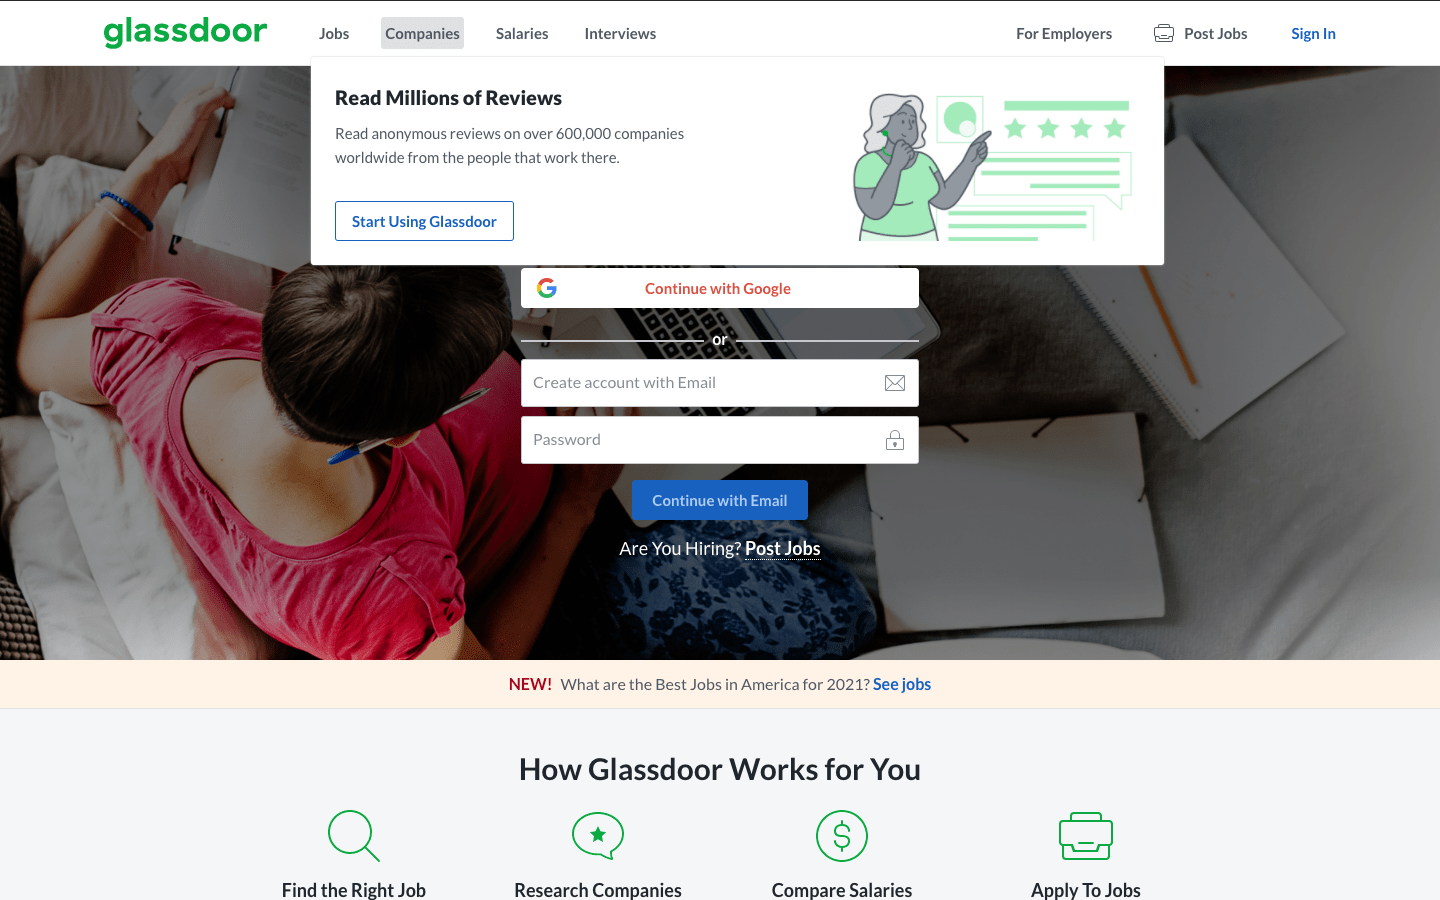 glassdoor
Jobs
Companies
Salaries
Interviews
For Employers
Post Jobs
Sign In
Read Millions of Reviews
Read anonymous reviews on over 600,000 companies
worldwide from the people that work there.
Start Using Glassdoor
Continue with Google
or
Create account with Email
Password
Continue with Email
Are You Hiring? Post Jobs
NEW! What are the Best Jobs in America for 2021? See jobs
How Glassdoor Works for You
Find the Right Job
Research Companies
Compare Salaries
Apply To Jobs